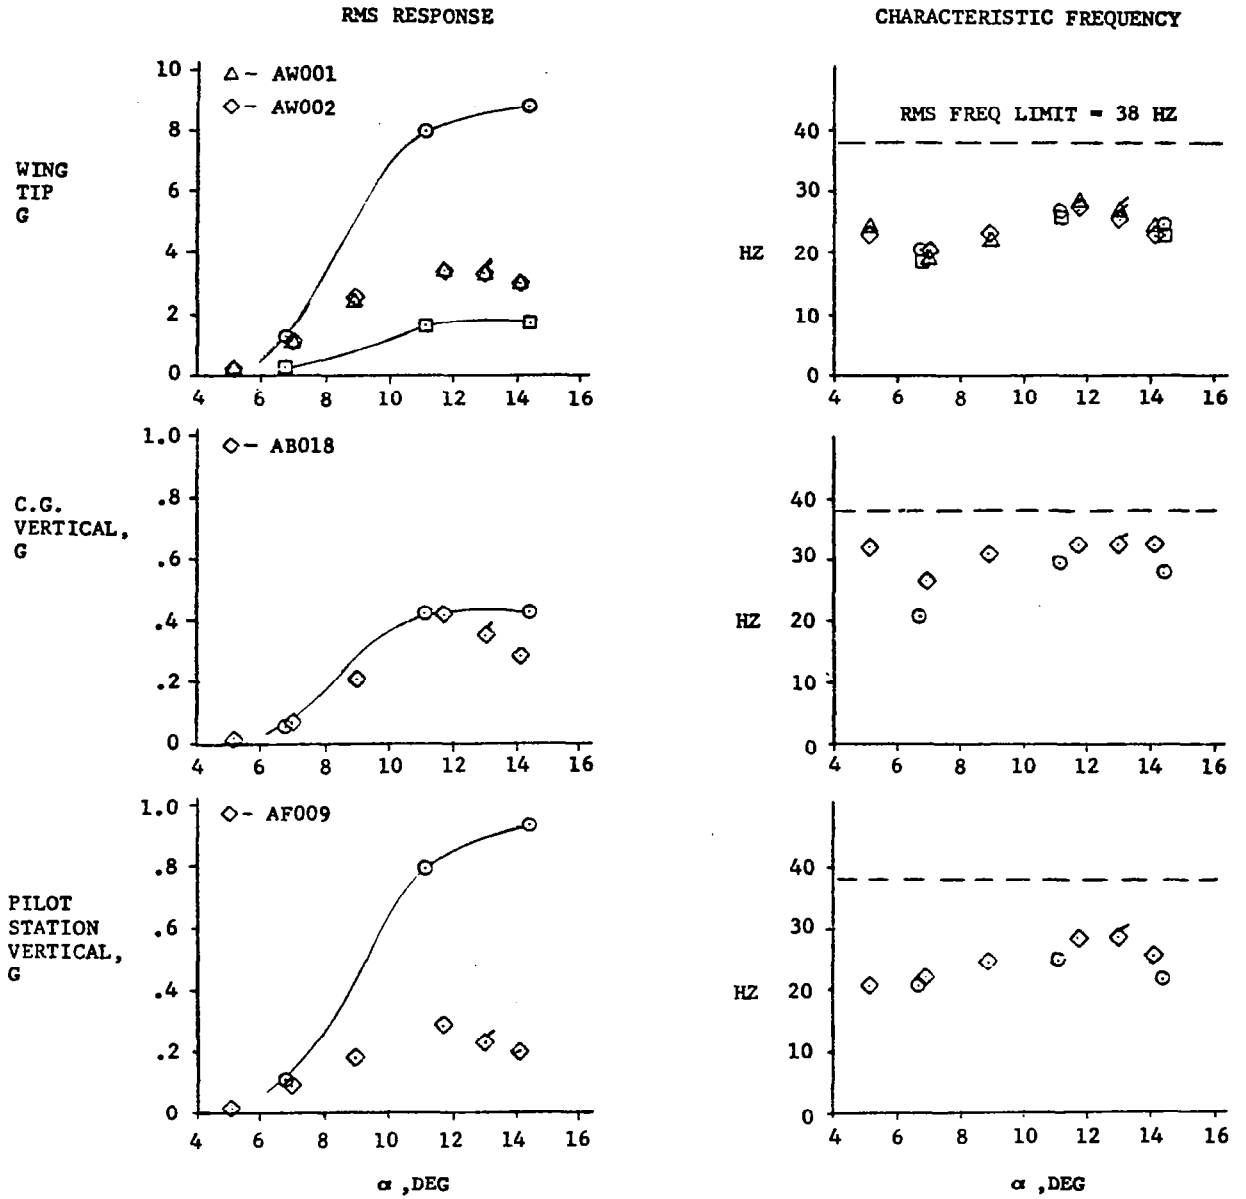 RMS RESPONSE
CHARACTERISTIC FREQUENCY
WING
TIP
G
10
8
6
4
2
0
△ - AW001
◇ - AW002
4 6 8 10 12 14 16
HZ
40
30
20
10
0
RMS FREQ LIMIT = 38 HZ
4 6 8 10 12 14 16
C.G.
VERTICAL,
G
1.0
.8
.6
.4
.2
0
◇ - AB018
4 6 8 10 12 14 16
HZ
40
30
20
10
0
4 6 8 10 12 14 16
PILOT
STATION
VERTICAL,
G
1.0
.8
.6
.4
.2
0
◇ - AF009
4 6 8 10 12 14 16
α ,DEG
HZ
40
30
20
10
0
4 6 8 10 12 14 16
α ,DEG